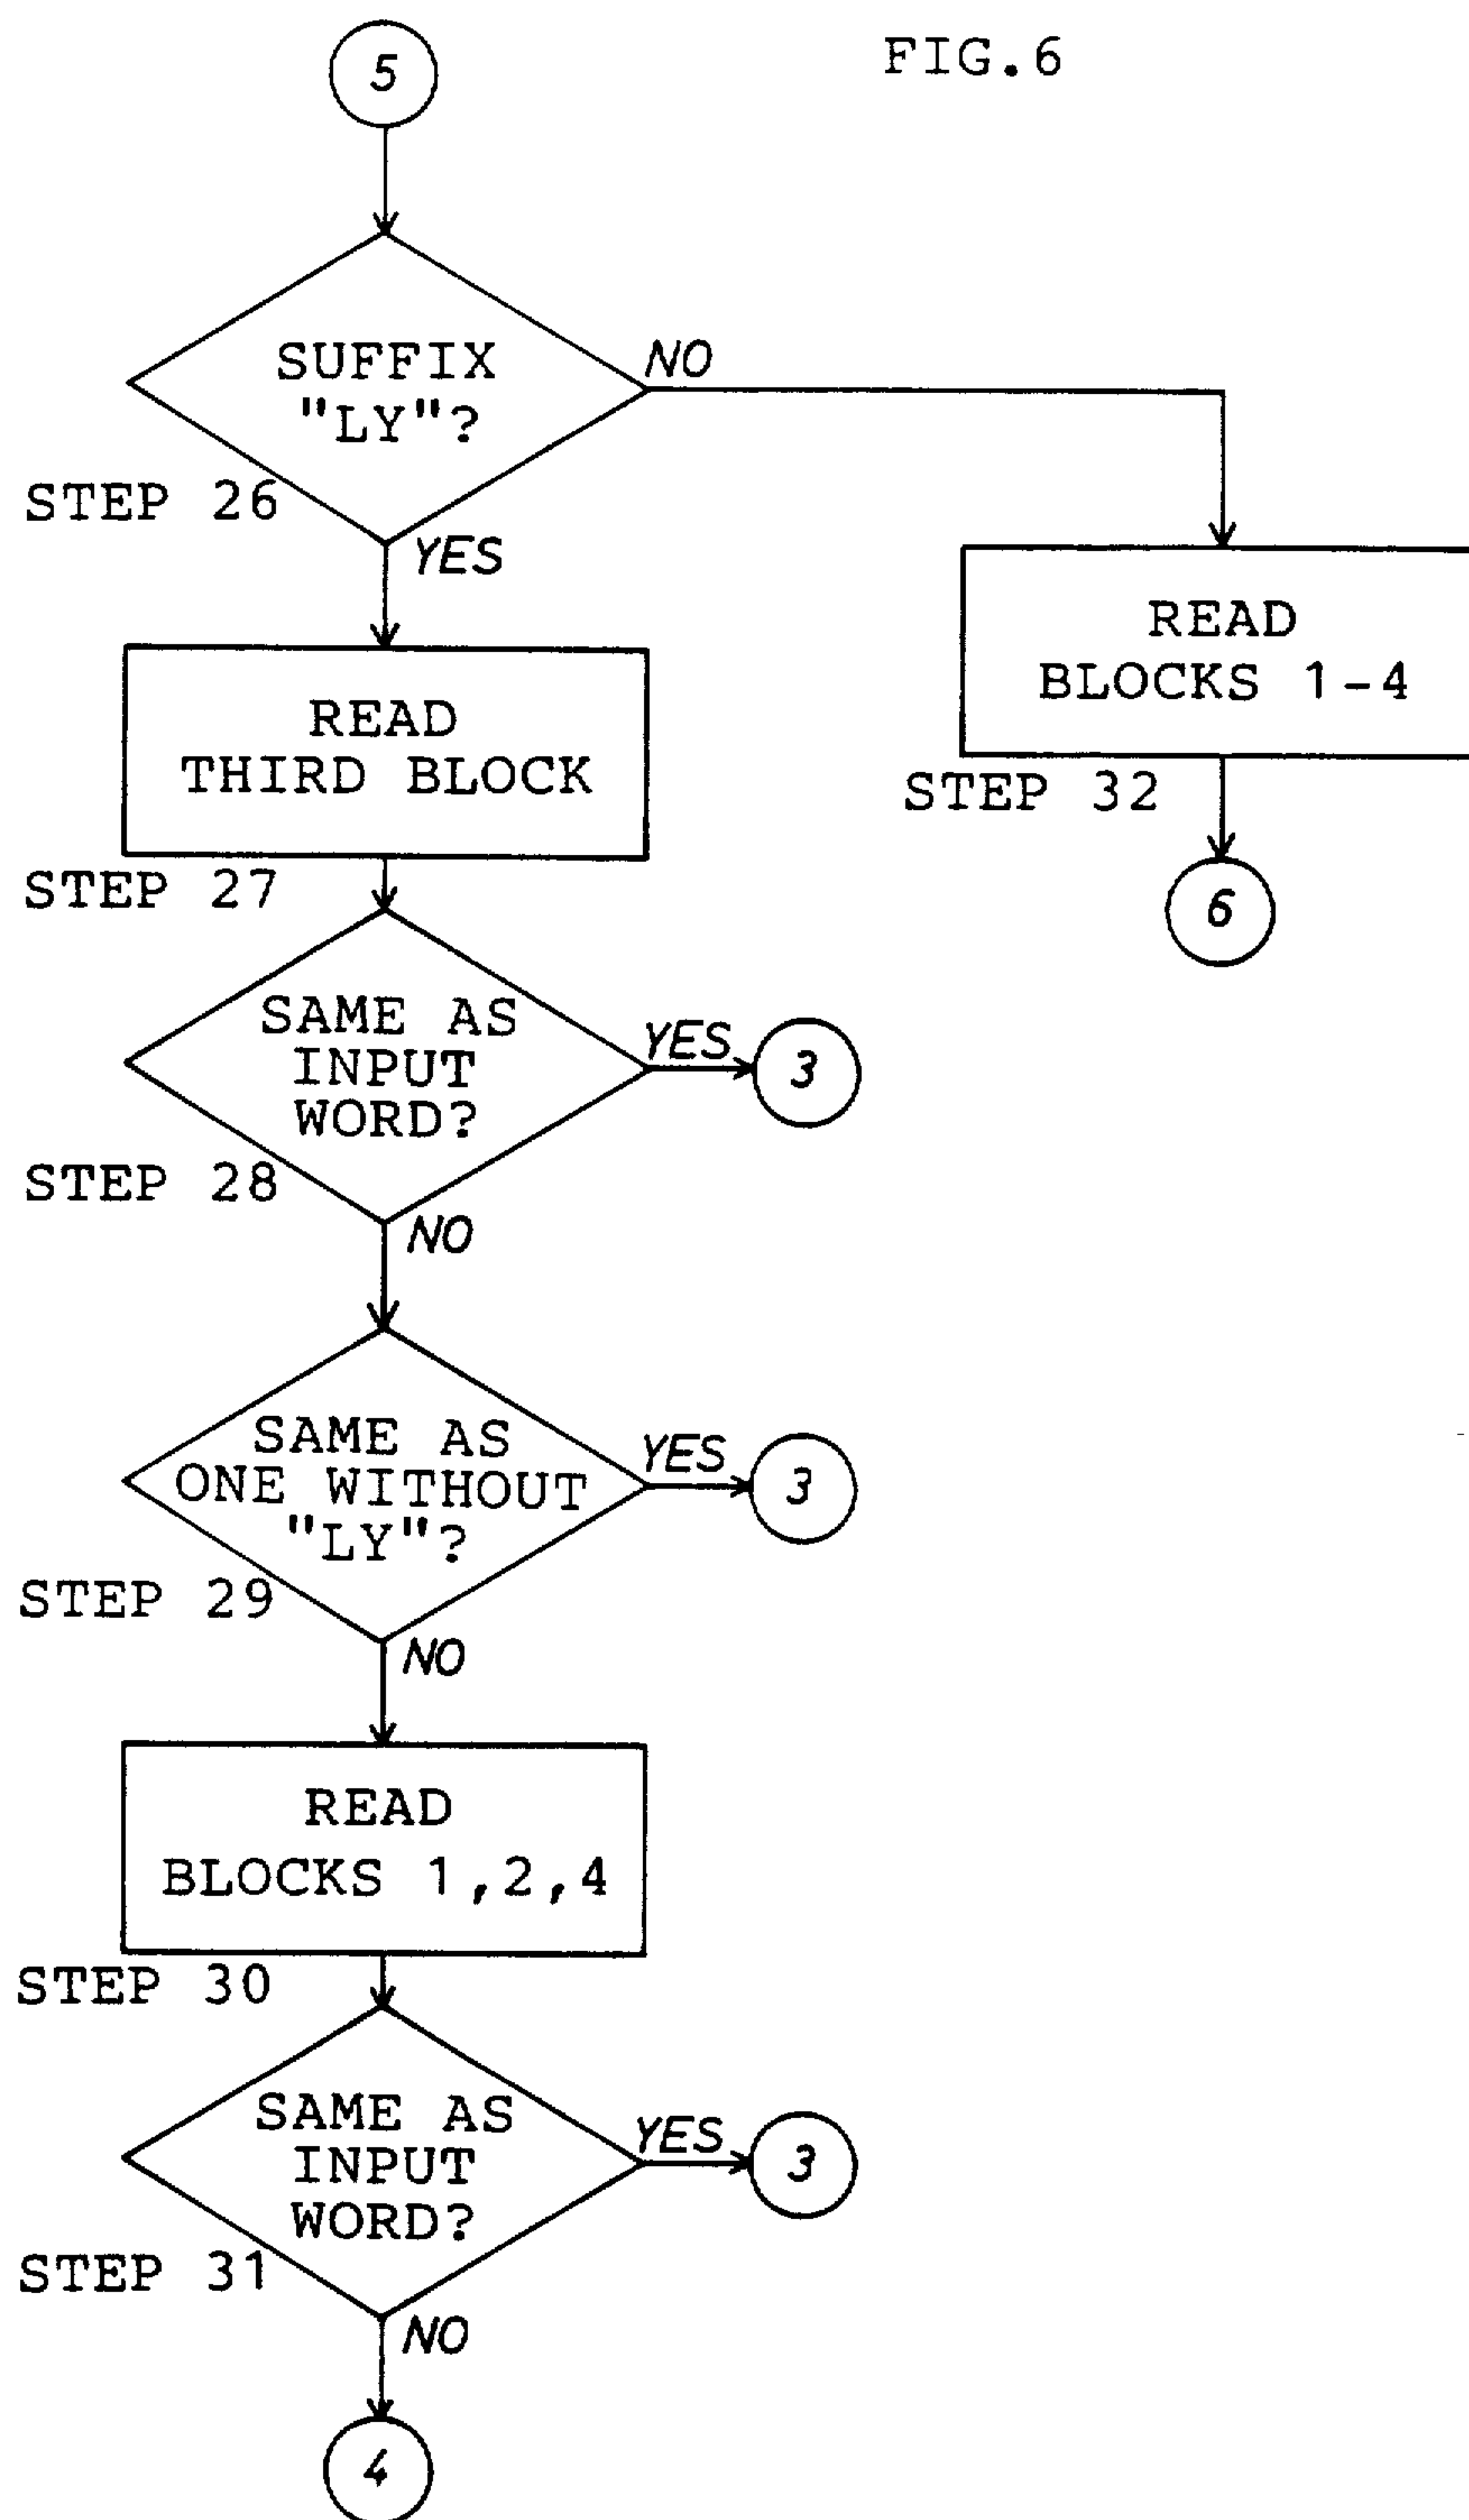 5
FIG.6
SUFFIX
"LY"?
NO
STEP 26
YES
READ
BLOCKS 1-4
READ
THIRD BLOCK
STEP 32
STEP 27
6
SAME AS
INPUT
WORD?
YES
3
STEP 28
NO
SAME AS
ONE WITHOUT
"LY"?
YES
3
STEP 29
NO
READ
BLOCKS 1,2,4
STEP 30
SAME AS
INPUT
WORD?
YES
3
STEP 31
NO
4